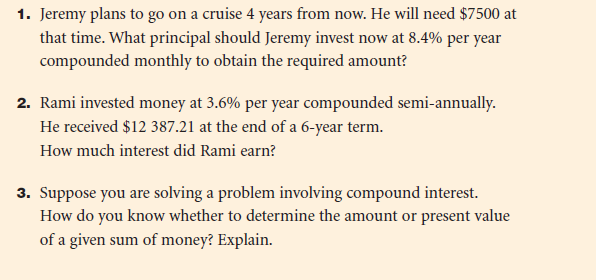 1. Jeremy plans to go on a cruise 4 years from now. He will need $7500 at
that time. What principal should Jeremy invest now at 8.4% per year
compounded monthly to obtain the required amount?
2. Rami invested money at 3.6% per year compounded semi-annually.
He received $12 387.21 at the end of a 6-year term.
How much interest did Rami earn?
3. Suppose you are solving a problem involving compound interest.
How do you know whether to determine the amount or present value
of a given sum of money? Explain.